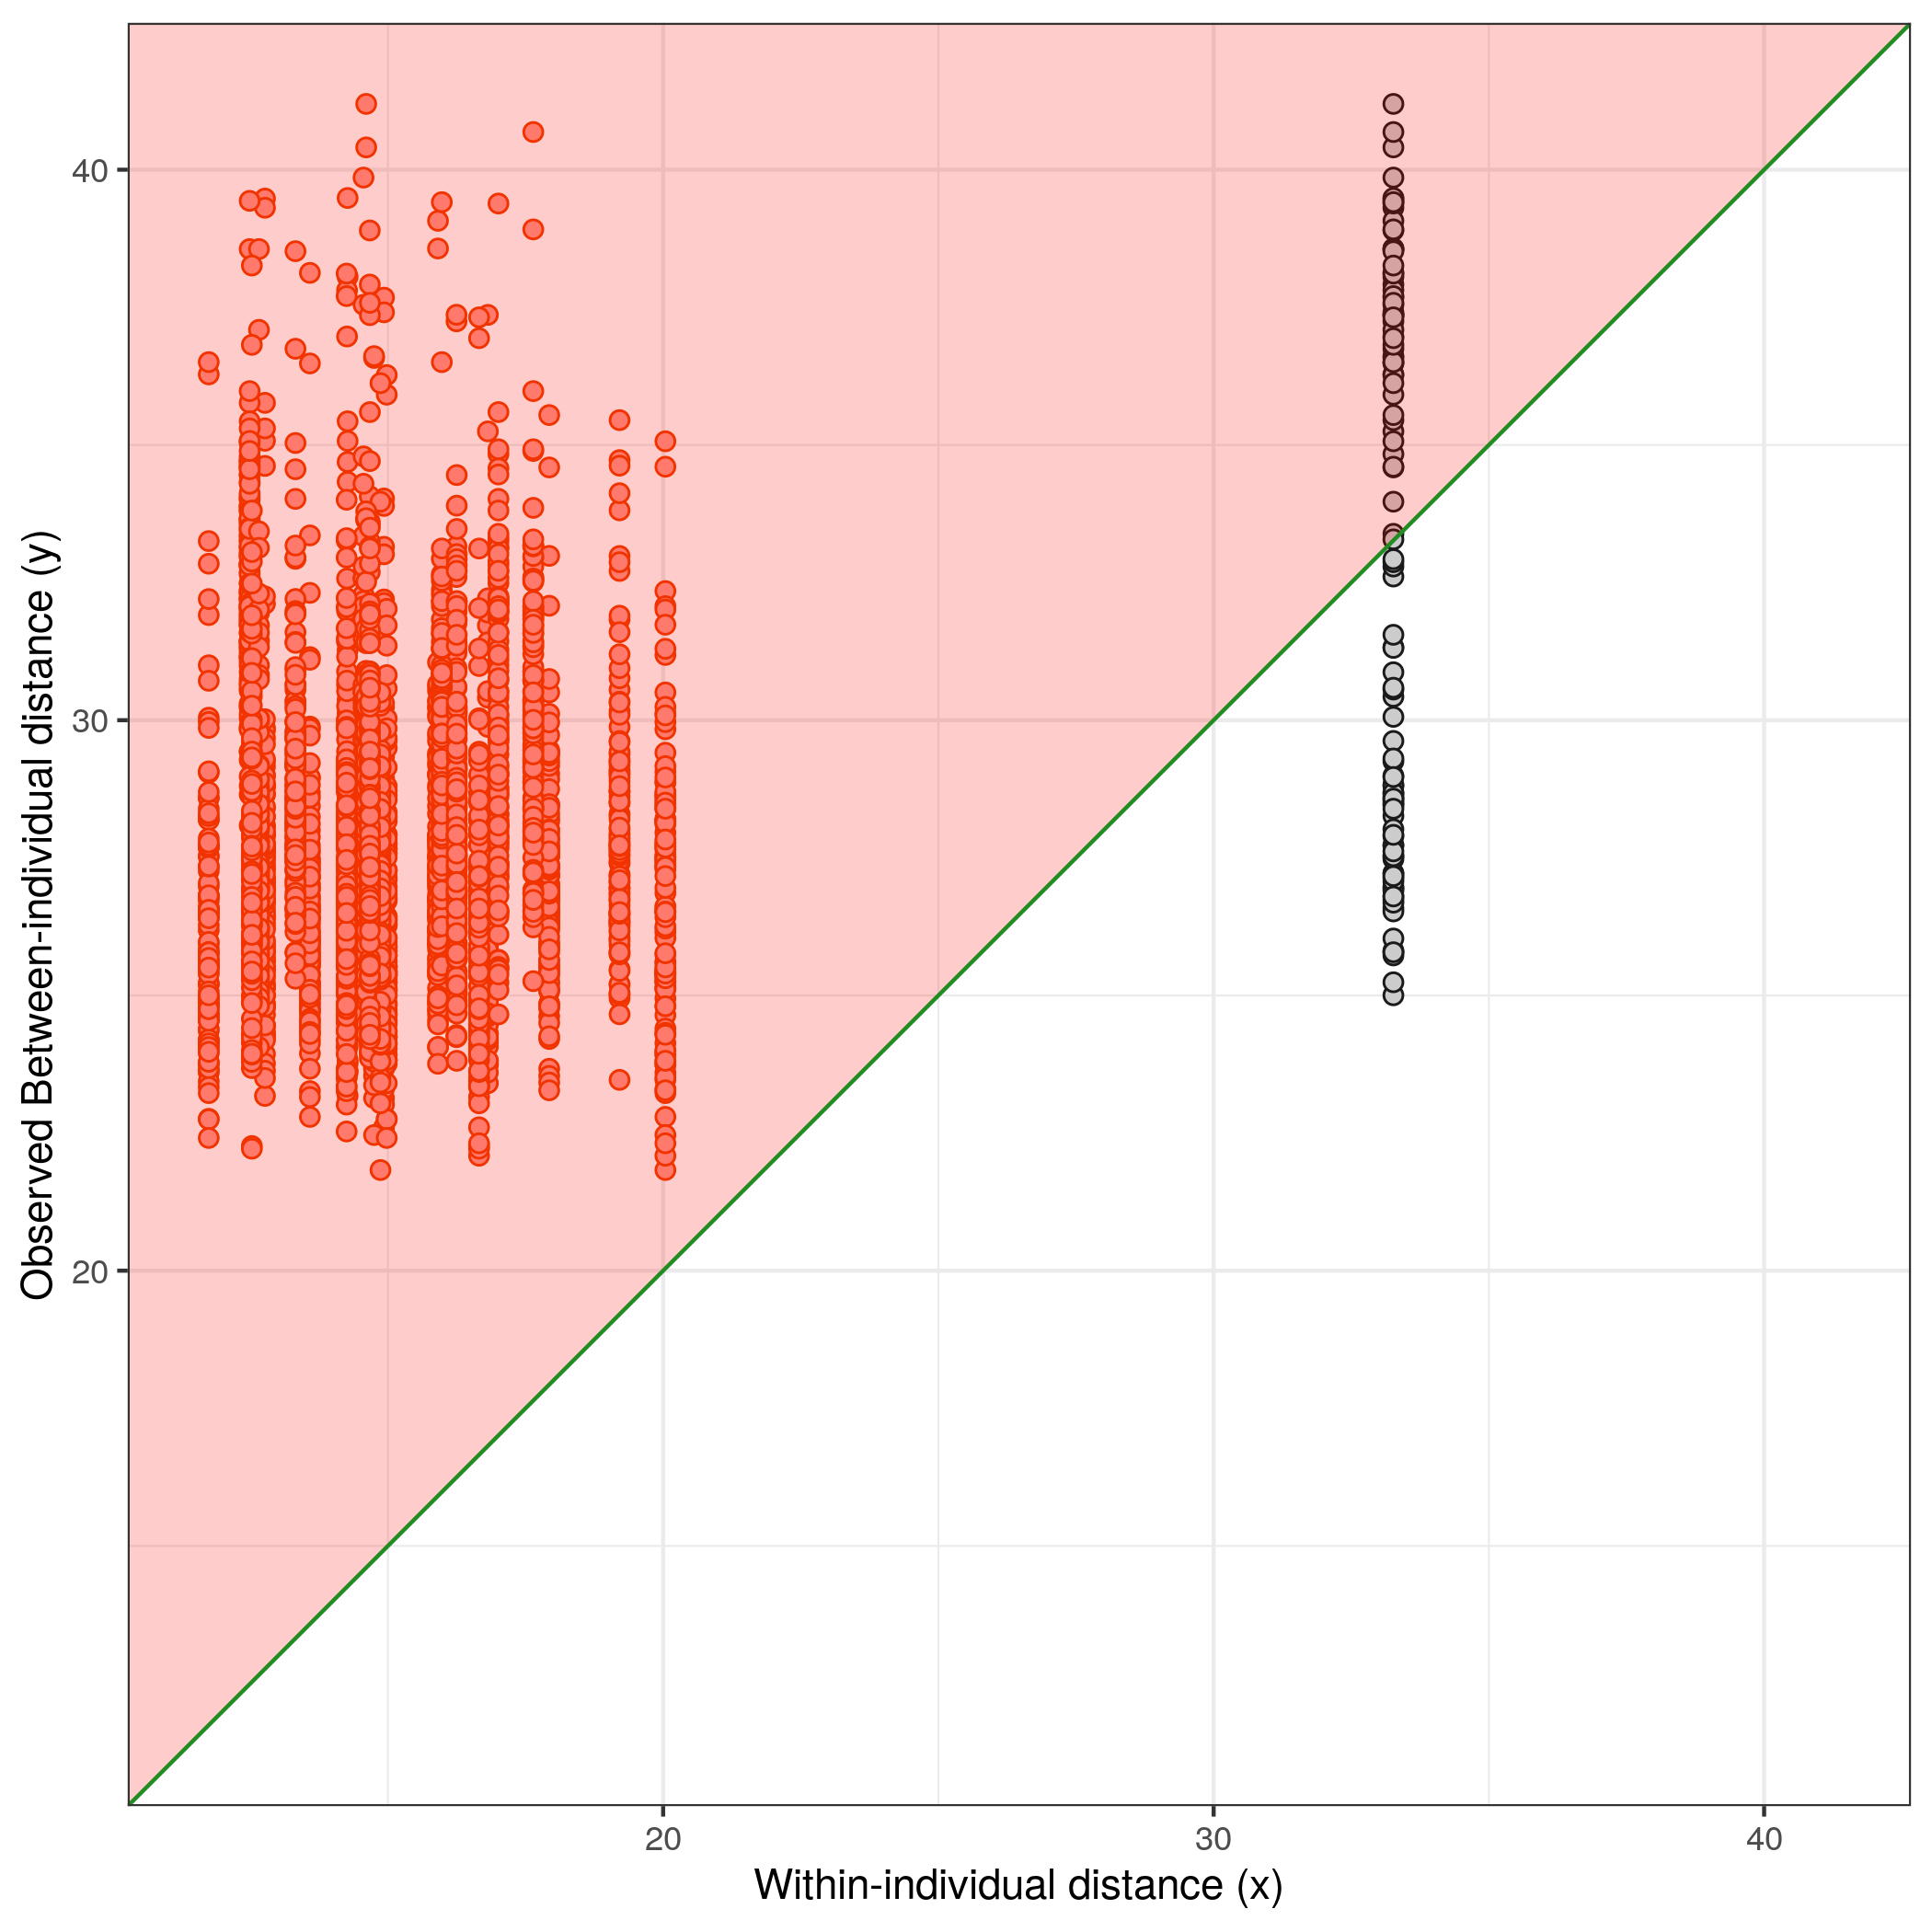 Observed Between-individual distance (y)
40
30
20
20 30 40
Within-individual distance (x)